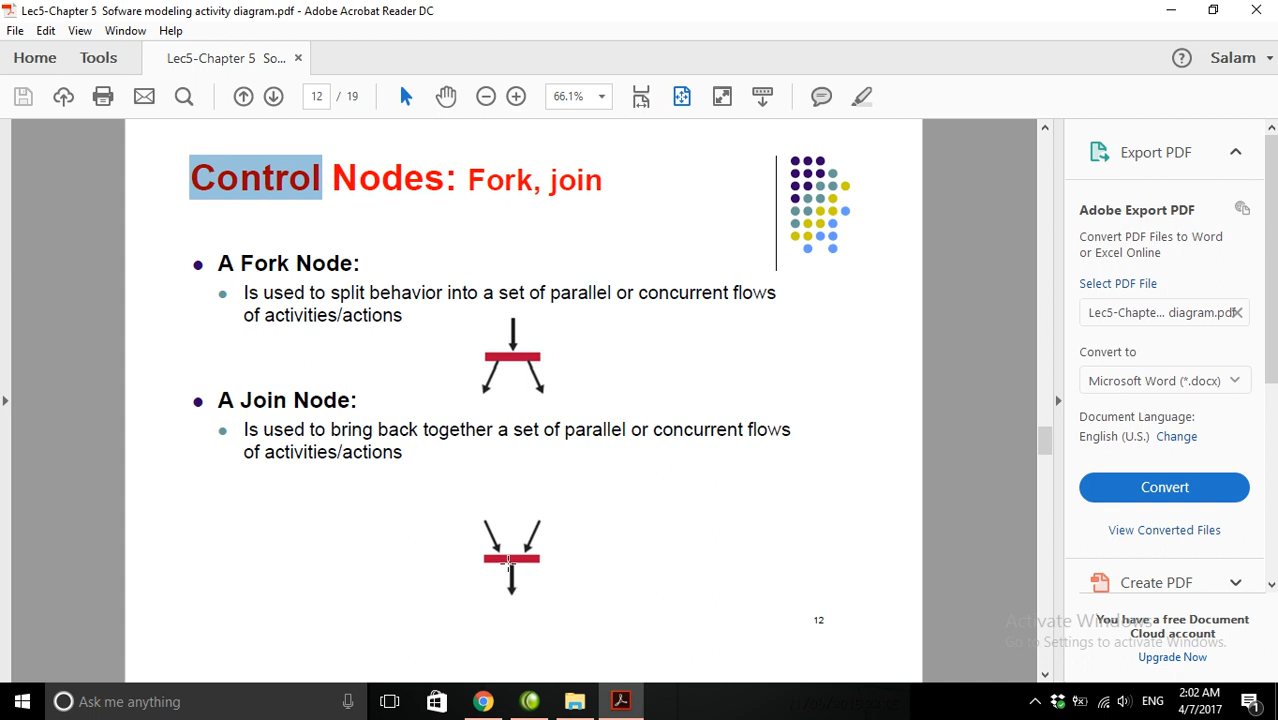 Lec5-Chapter 5 Sofware modeling activity diagram.pdf - Adobe Acrobat Reader DC
File Edit View Window Help
Home Tools Lec5-Chapter 5 So... × Salam
12 / 19 66.1%
Control Nodes: Fork, join
A Fork Node:
Is used to split behavior into a set of parallel or concurrent flows
of activities/actions
A Join Node:
Is used to bring back together a set of parallel or concurrent flows
of activities/actions
12
Export PDF
Adobe Export PDF
Convert PDF Files to Word
or Excel Online
Select PDF File
Lec5-Chapte... diagram.pdf
Convert to
Microsoft Word (*.docx)
Document Language:
English (U.S.) Change
Convert
View Converted Files
Create PDF
Activate Windows
Go to Settings to activate Windows.
You have a free Document
Cloud account
Upgrade Now
Ask me anything
ENG
2:02 AM
4/7/2017
1